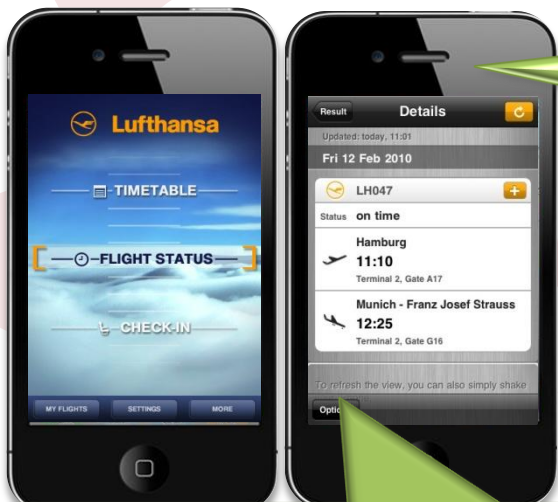 Lufthansa
TIMETABLE
FLIGHT STATUS
CHECK-IN
MY FLIGHTS SETTINGS MORE
Result Details
Updated: today, 11:01
Fri 12 Feb 2010
LH047
Status on time
Hamburg
11:10
Terminal 2, Gate A17
Munich - Franz Josef Strauss
12:25
Terminal 2, Gate G16
To refresh the view, you can also simply shake